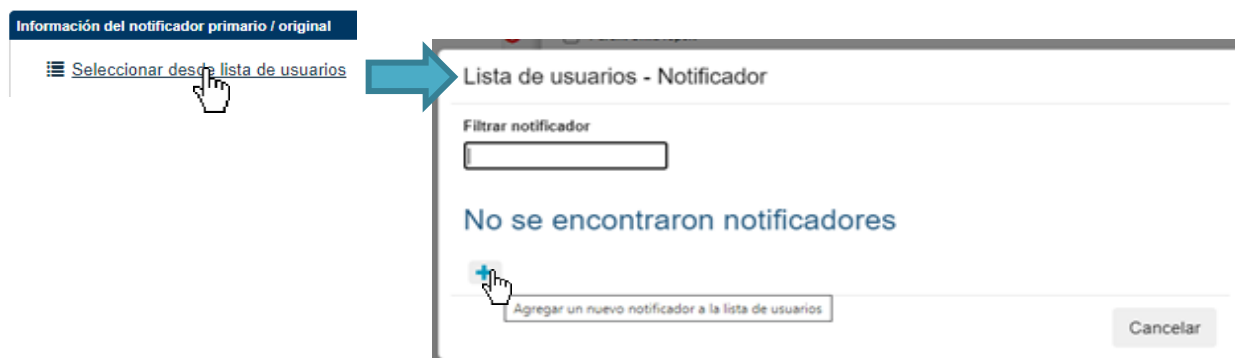 Información del notificador primario / original
Seleccionar desde lista de usuarios
Lista de usuarios - Notificador
Filtrar notificador
No se encontraron notificadores
Agregar un nuevo notificador a la lista de usuarios
Cancelar